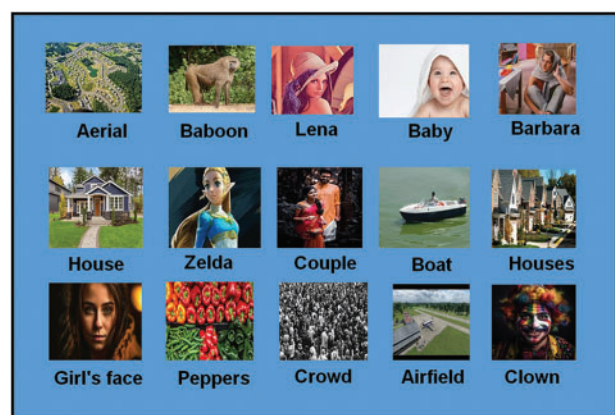 Aerial Baboon Lena Baby Barbara
House Zelda Couple Boat Houses
Girl's face Peppers Crowd Airfield Clown